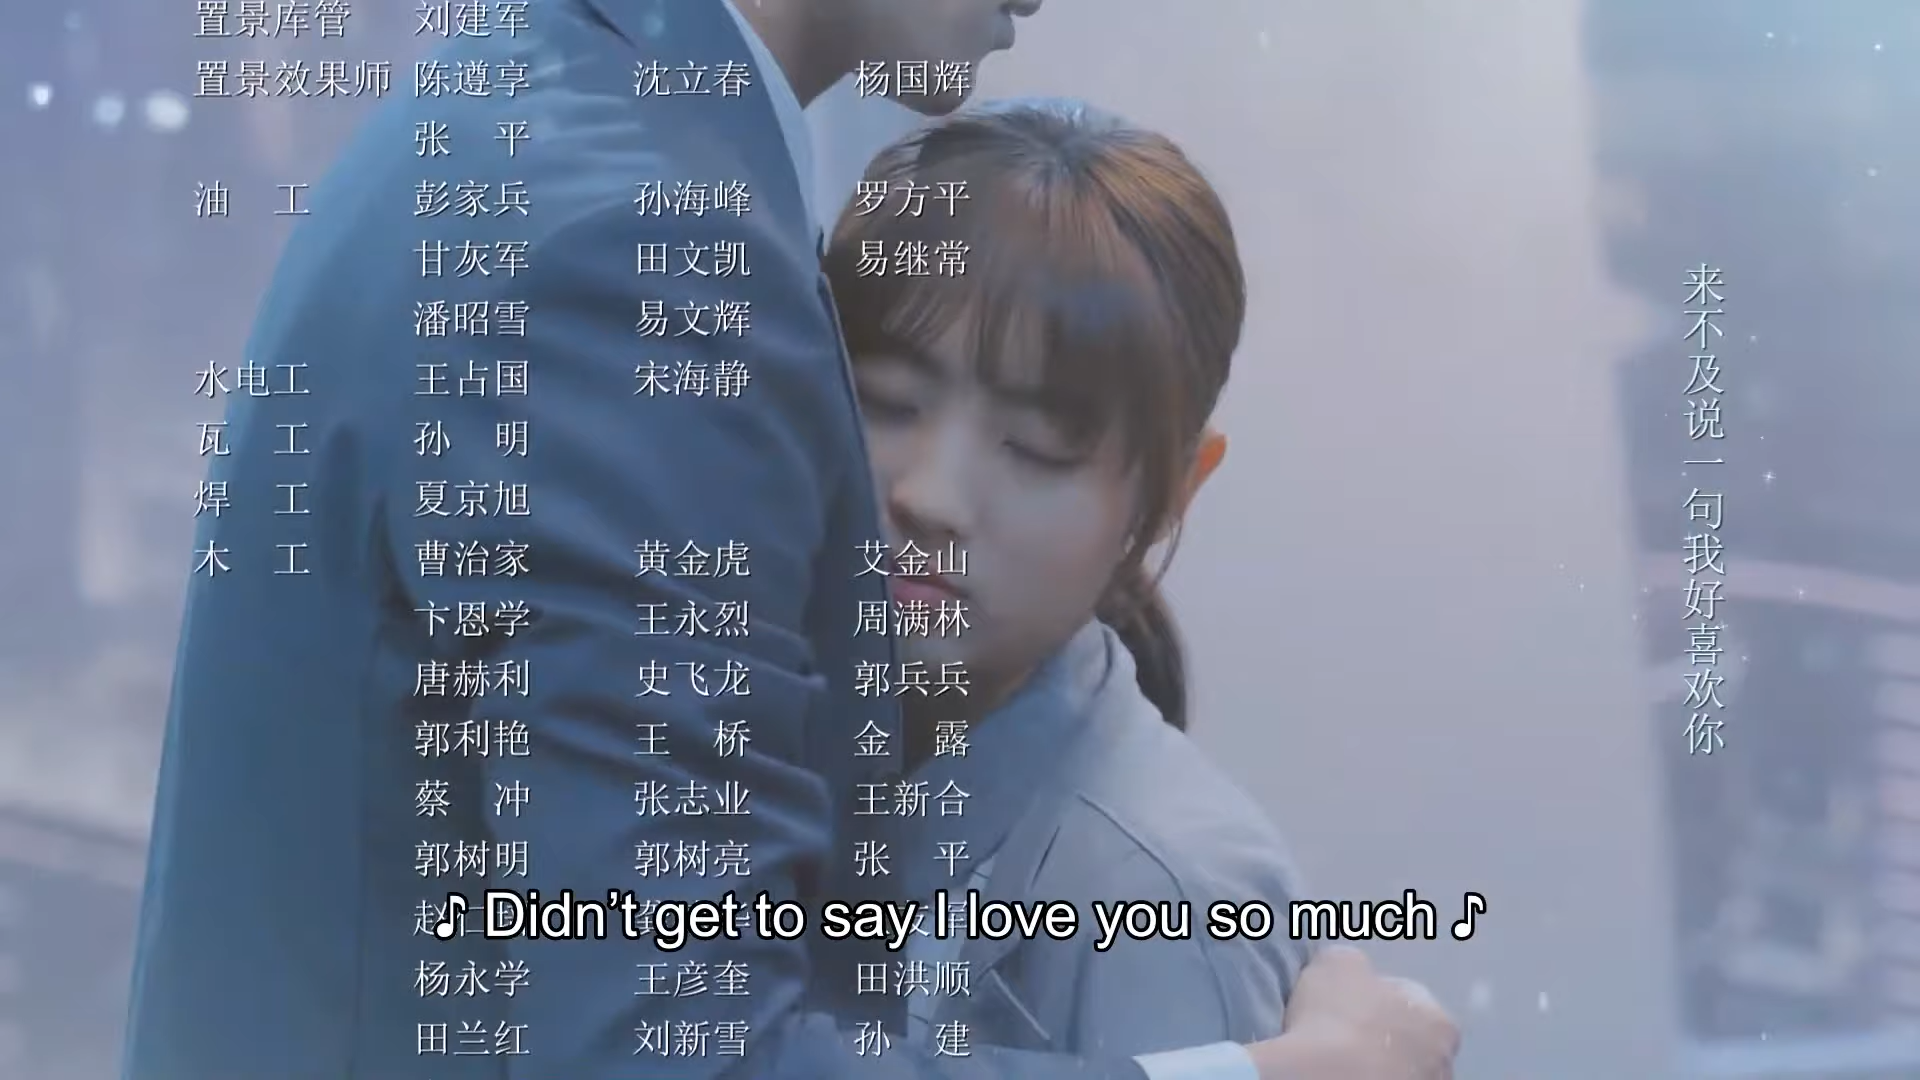 置景库管 刘建军
置景效果师 陈遵享 沈立春 杨国辉
张 平
油 工 彭家兵 孙海峰 罗方平
甘灰军 田文凯 易继常
潘昭雪 易文辉
水电工 王占国 宋海静
瓦 工 孙 明
焊 工 夏京旭
木 工 曹治家 黄金虎 艾金山
卞恩学 王永烈 周满林
唐赫利 史飞龙 郭兵兵
郭利艳 王 桥 金 露
蔡 冲 张志业 王新合
郭树明 郭树亮 张 平
♪ Didn't get to say I love you so much ♪
杨永学 王彦奎 田洪顺
田兰红 刘新雪 孙 建
来不及说一句我好喜欢你